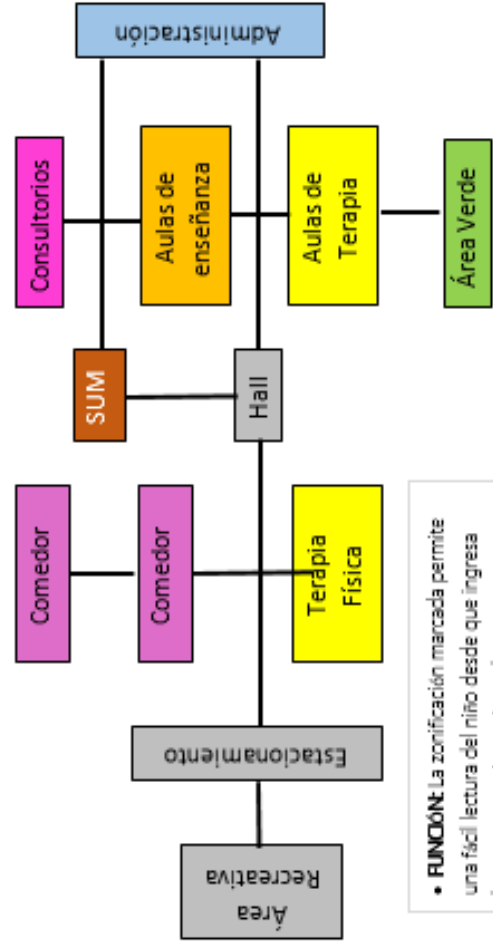 Consultorios
Comedor
SUM
Administración
Comedor
Aulas de
enseñanza
Área
Recreativa
Estacionamiento
Hall
Terapia
Física
Aulas de
Terapia
Área Verde
• FUNCIÓN: La zonificación marcada permite
una fácil lectura del niño desde que ingresa